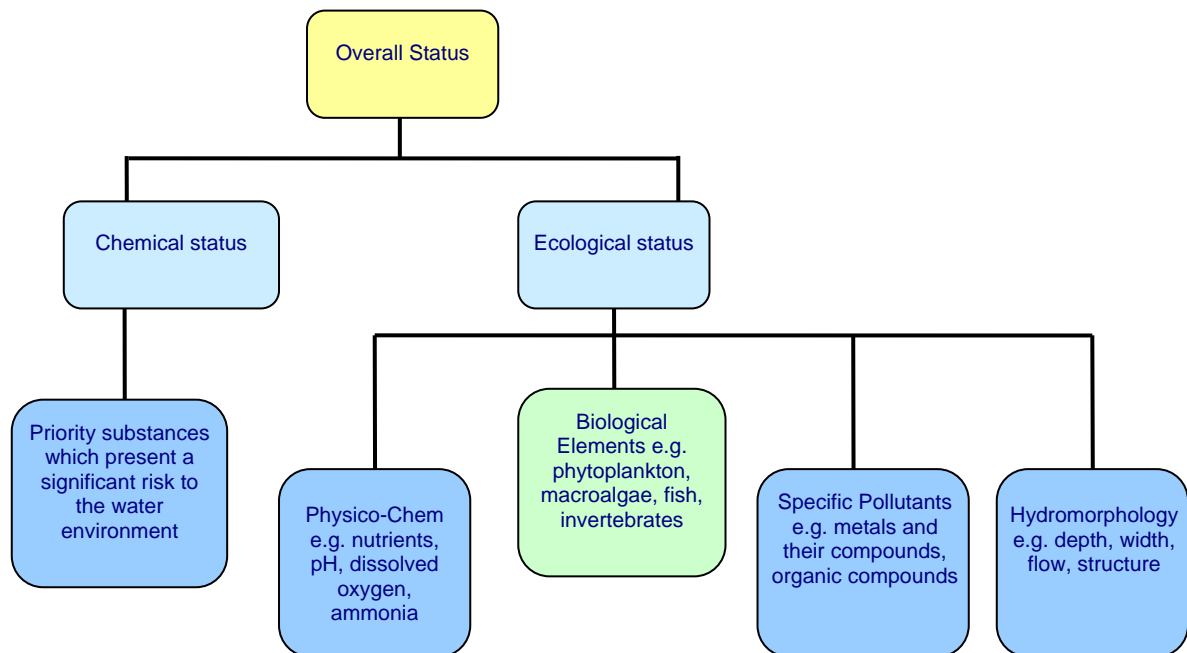 Overall Status
Chemical status
Ecological status
Priority substances
which present a
significant risk to
the water
environment
Physico-Chem
e.g. nutrients,
pH, dissolved
oxygen,
ammonia
Biological
Elements e.g.
phytoplankton,
macroalgae, fish,
invertebrates
Specific Pollutants
e.g. metals and
their compounds,
organic compounds
Hydromorphology
e.g. depth, width,
flow, structure